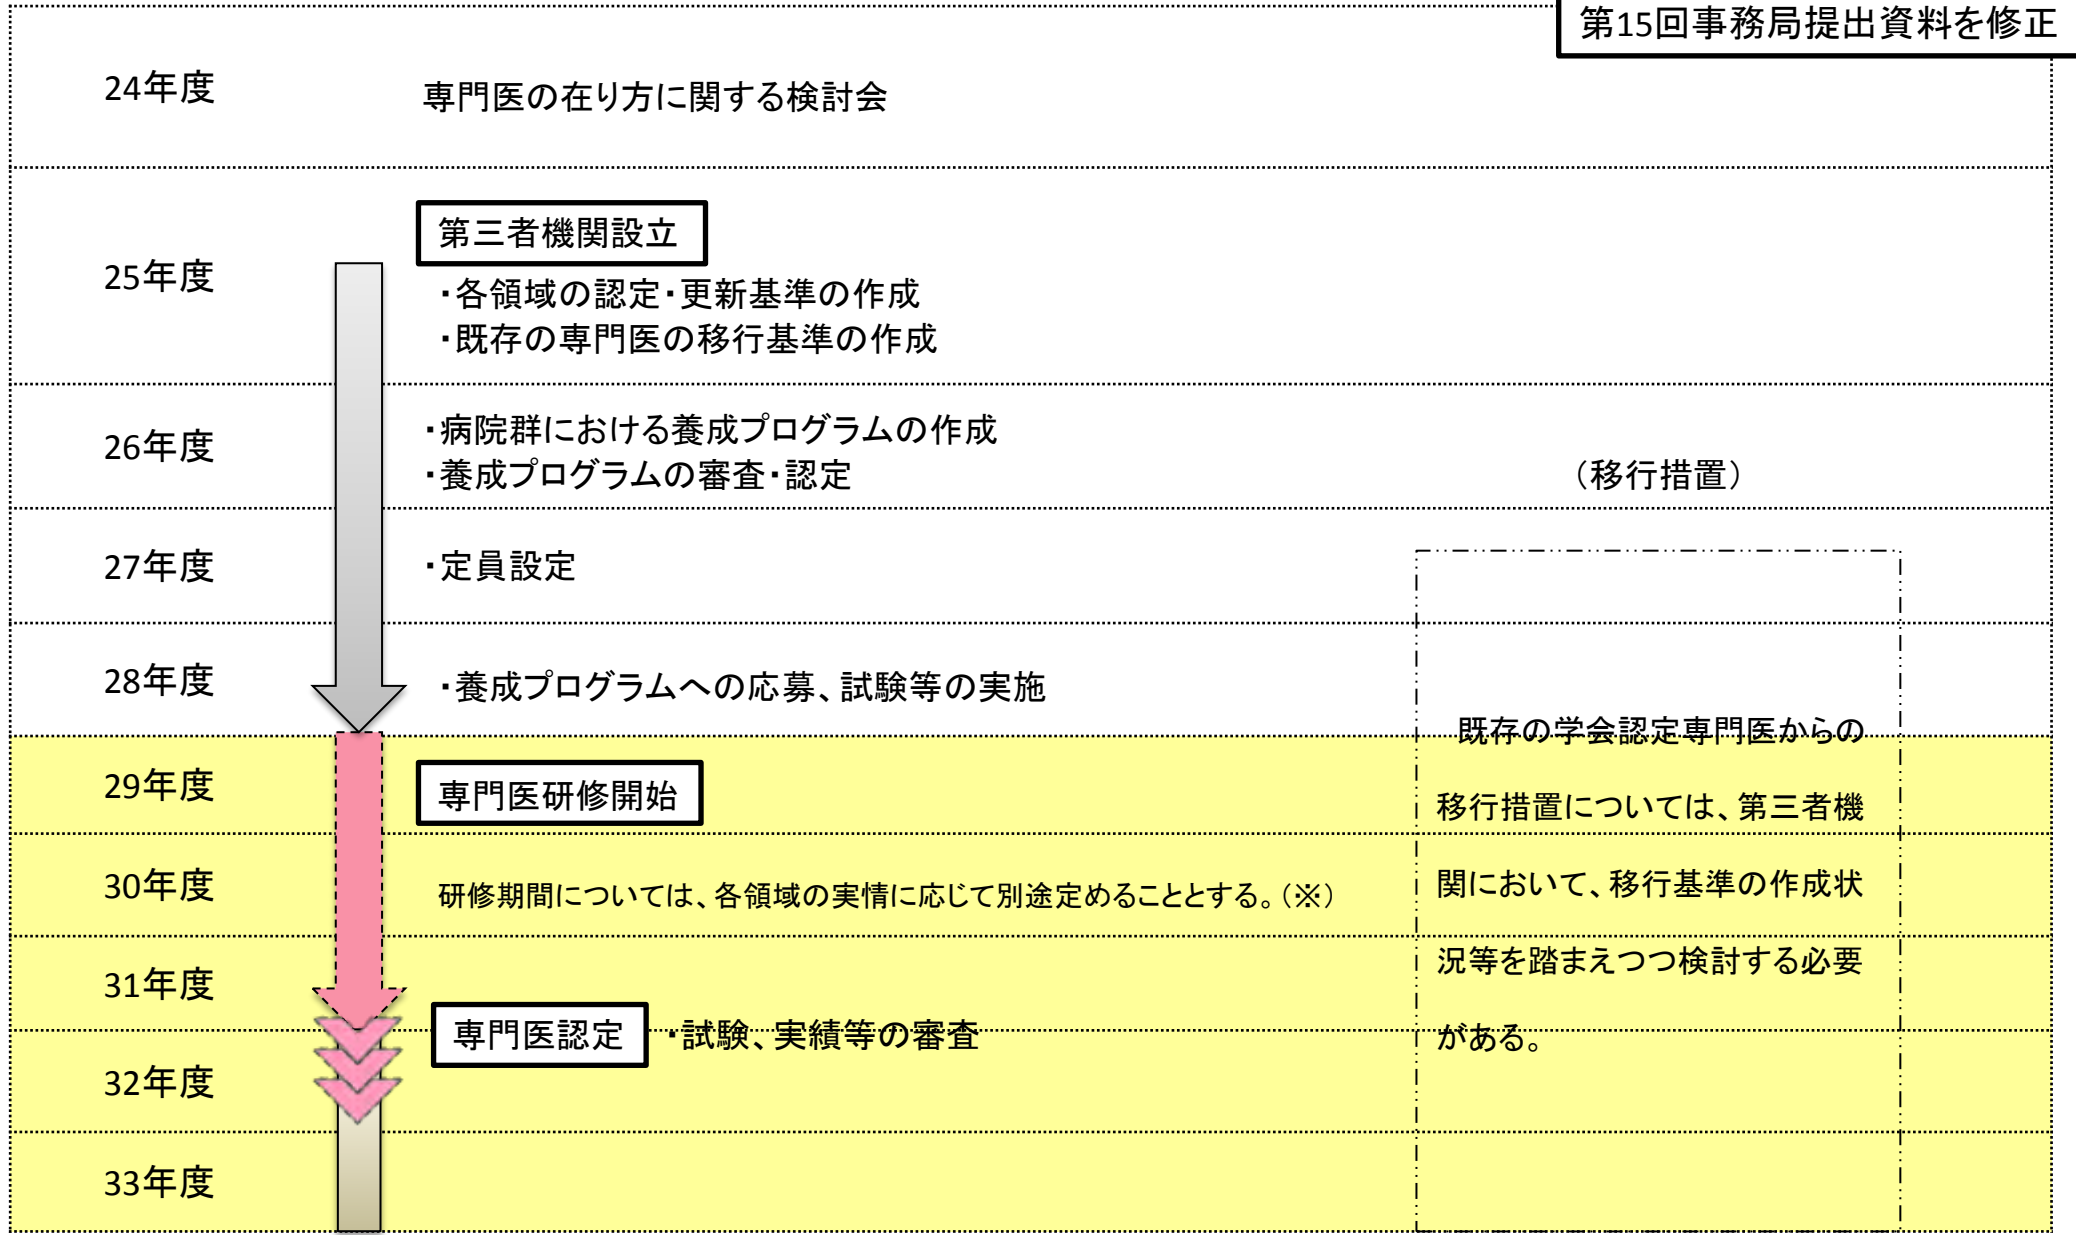 第15回事務局提出資料を修正
24年度
専門医の在り方に関する検討会
25年度
第三者機関設立
・各領域の認定・更新基準の作成
・既存の専門医の移行基準の作成
26年度
・病院群における養成プログラムの作成
・養成プログラムの審査・認定
（移行措置）
27年度
・定員設定
28年度
・養成プログラムへの応募、試験等の実施
29年度
専門医研修開始
30年度
研修期間については、各領域の実情に応じて別途定めることとする。（※）
31年度
専門医認定
・試験、実績等の審査
32年度
33年度
既存の学会認定専門医からの
移行措置については、第三者機
関において、移行基準の作成状
況等を踏まえつつ検討する必要
がある。